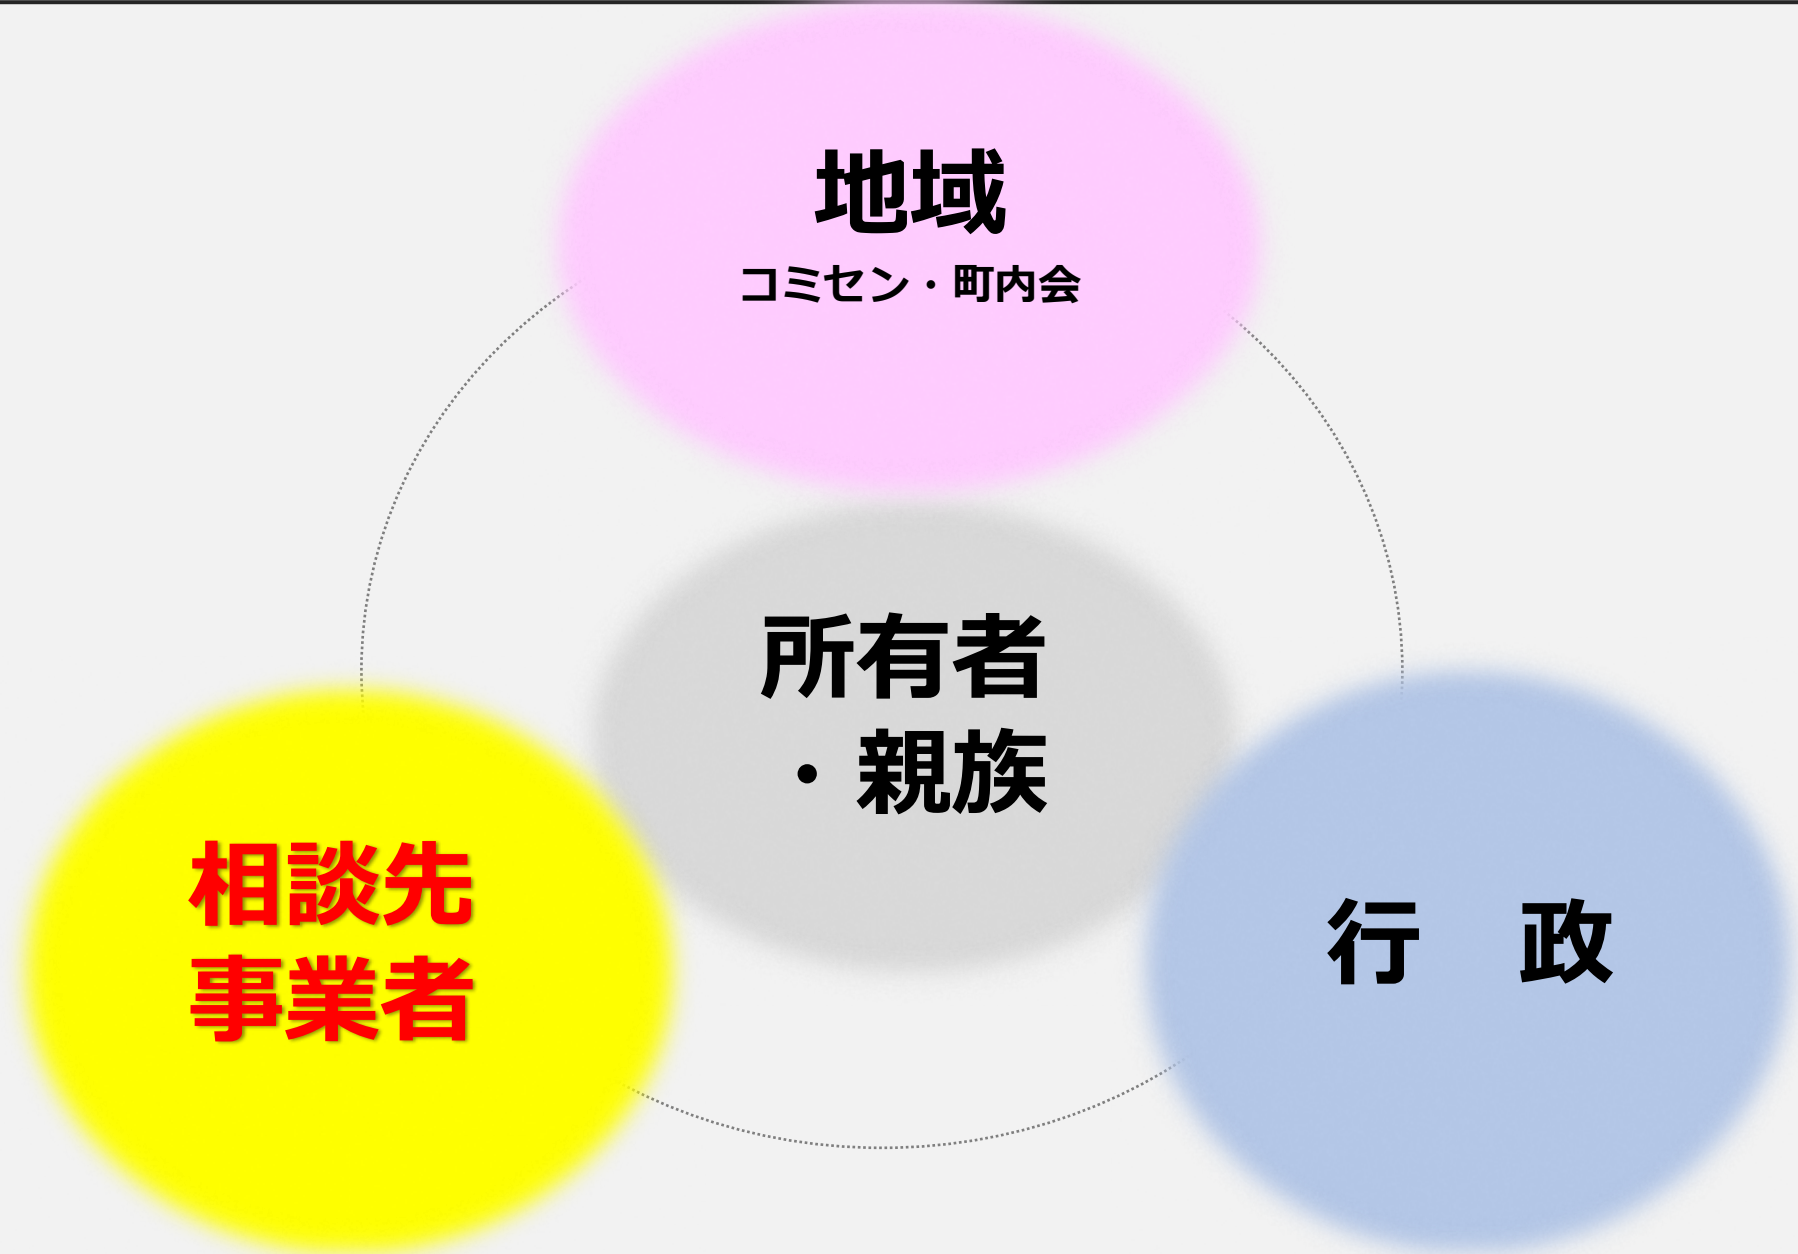 地域
コミセン・町内会
所有者
・親族
相談先
事業者
行　政